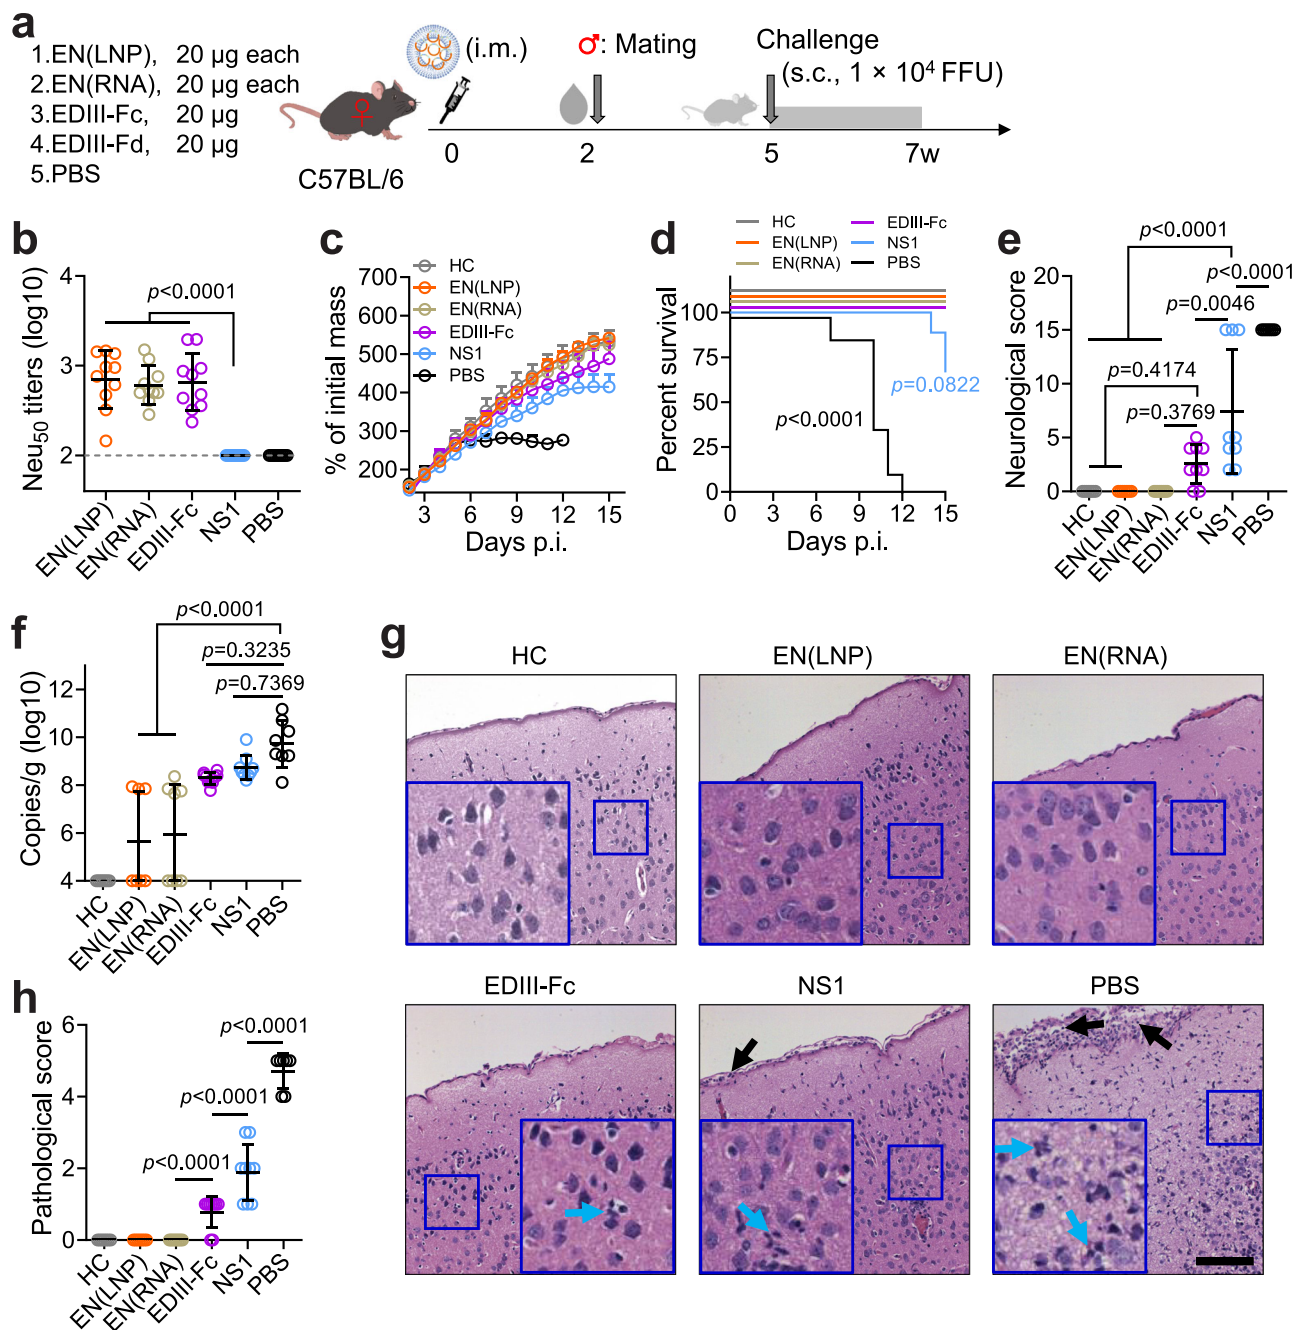 a
1.EN(LNP), 20 µg each
2.EN(RNA), 20 µg each
3.EDIII-Fc, 20 µg
4.EDIII-Fd, 20 µg
5.PBS
C57BL/6
(i.m.)
♂: Mating
Challenge
(s.c., 1 × 10⁴ FFU)
0 2 5 7w
b
Neu₅₀ titers (log10)
4
3
2
p<0.0001
EN(LNP) EN(RNA) EDIII-Fc NS1 PBS
c
% of initial mass
700
600
500
400
300
200
HC
EN(LNP)
EN(RNA)
EDIII-Fc
NS1
PBS
3 6 9 12 15
Days p.i.
d
HC EDIII-Fc
EN(LNP) NS1
EN(RNA) PBS
Percent survival
100
75
50
25
0
p=0.0822
p<0.0001
0 3 6 9 12 15
Days p.i.
e
Neurological score
20
15
10
5
0
p<0.0001
p<0.0001
p=0.0046
p=0.4174
p=0.3769
HC EN(LNP) EN(RNA) EDIII-Fc NS1 PBS
f
Copies/g (log10)
12
10
8
6
4
p<0.0001
p=0.3235
p=0.7369
HC EN(LNP) EN(RNA) EDIII-Fc NS1 PBS
g
HC EN(LNP) EN(RNA)
EDIII-Fc NS1 PBS
h
Pathological score
6
4
2
0
p<0.0001
p<0.0001
p<0.0001
HC EN(LNP) EN(RNA) EDIII-Fc NS1 PBS